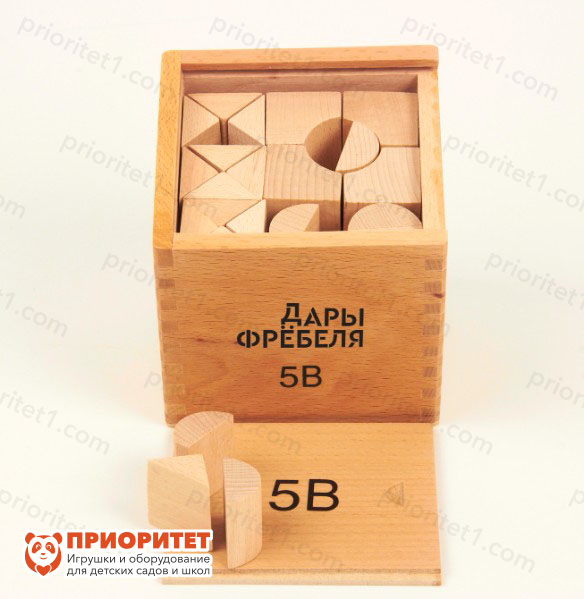 prioritet1.com
ДАРЫ
ФРЁБЕЛЯ
5В
5В
ПРИОРИТЕТ
Игрушки и оборудование
для детских садов и школ